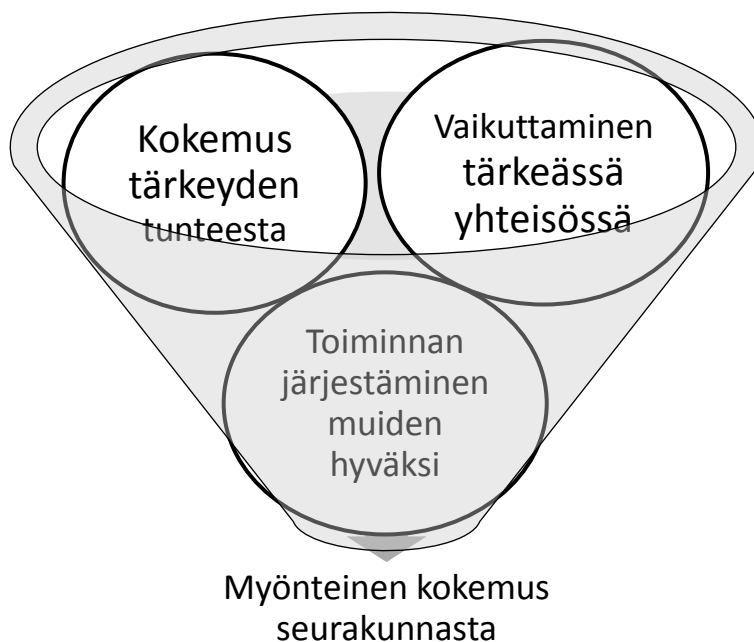 Kokemus
tärkeyden
tunteesta
Vaikuttaminen
tärkeässä
yhteisössä
Toiminnan
järjestäminen
muiden
hyväksi
Myönteinen kokemus
seurakunnasta